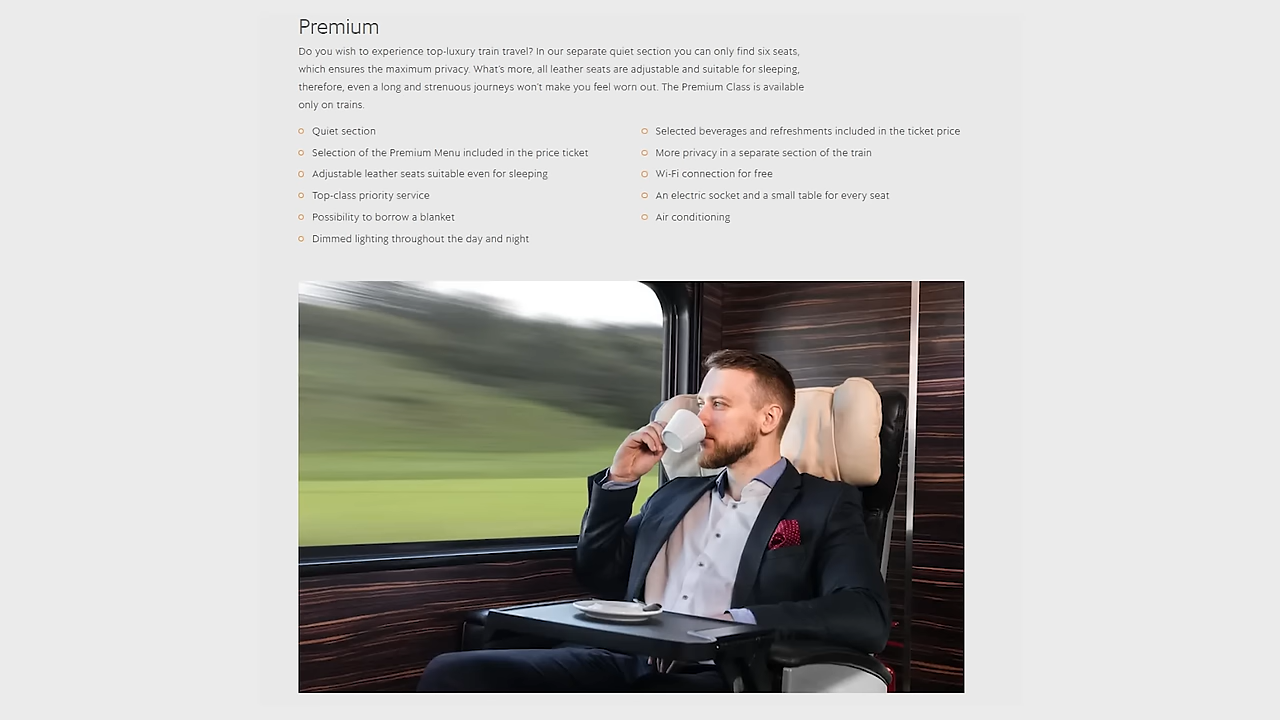 Premium
Do you wish to experience top-luxury train travel? In our separate quiet section you can only find six seats,
which ensures the maximum privacy. What's more, all leather seats are adjustable and suitable for sleeping,
therefore, even a long and strenuous journeys won't make you feel worn out. The Premium Class is available
only on trains.
Quiet section
Selection of the Premium Menu included in the price ticket
Adjustable leather seats suitable even for sleeping
Top-class priority service
Possibility to borrow a blanket
Dimmed lighting throughout the day and night
Selected beverages and refreshments included in the ticket price
More privacy in a separate section of the train
Wi-Fi connection for free
An electric socket and a small table for every seat
Air conditioning